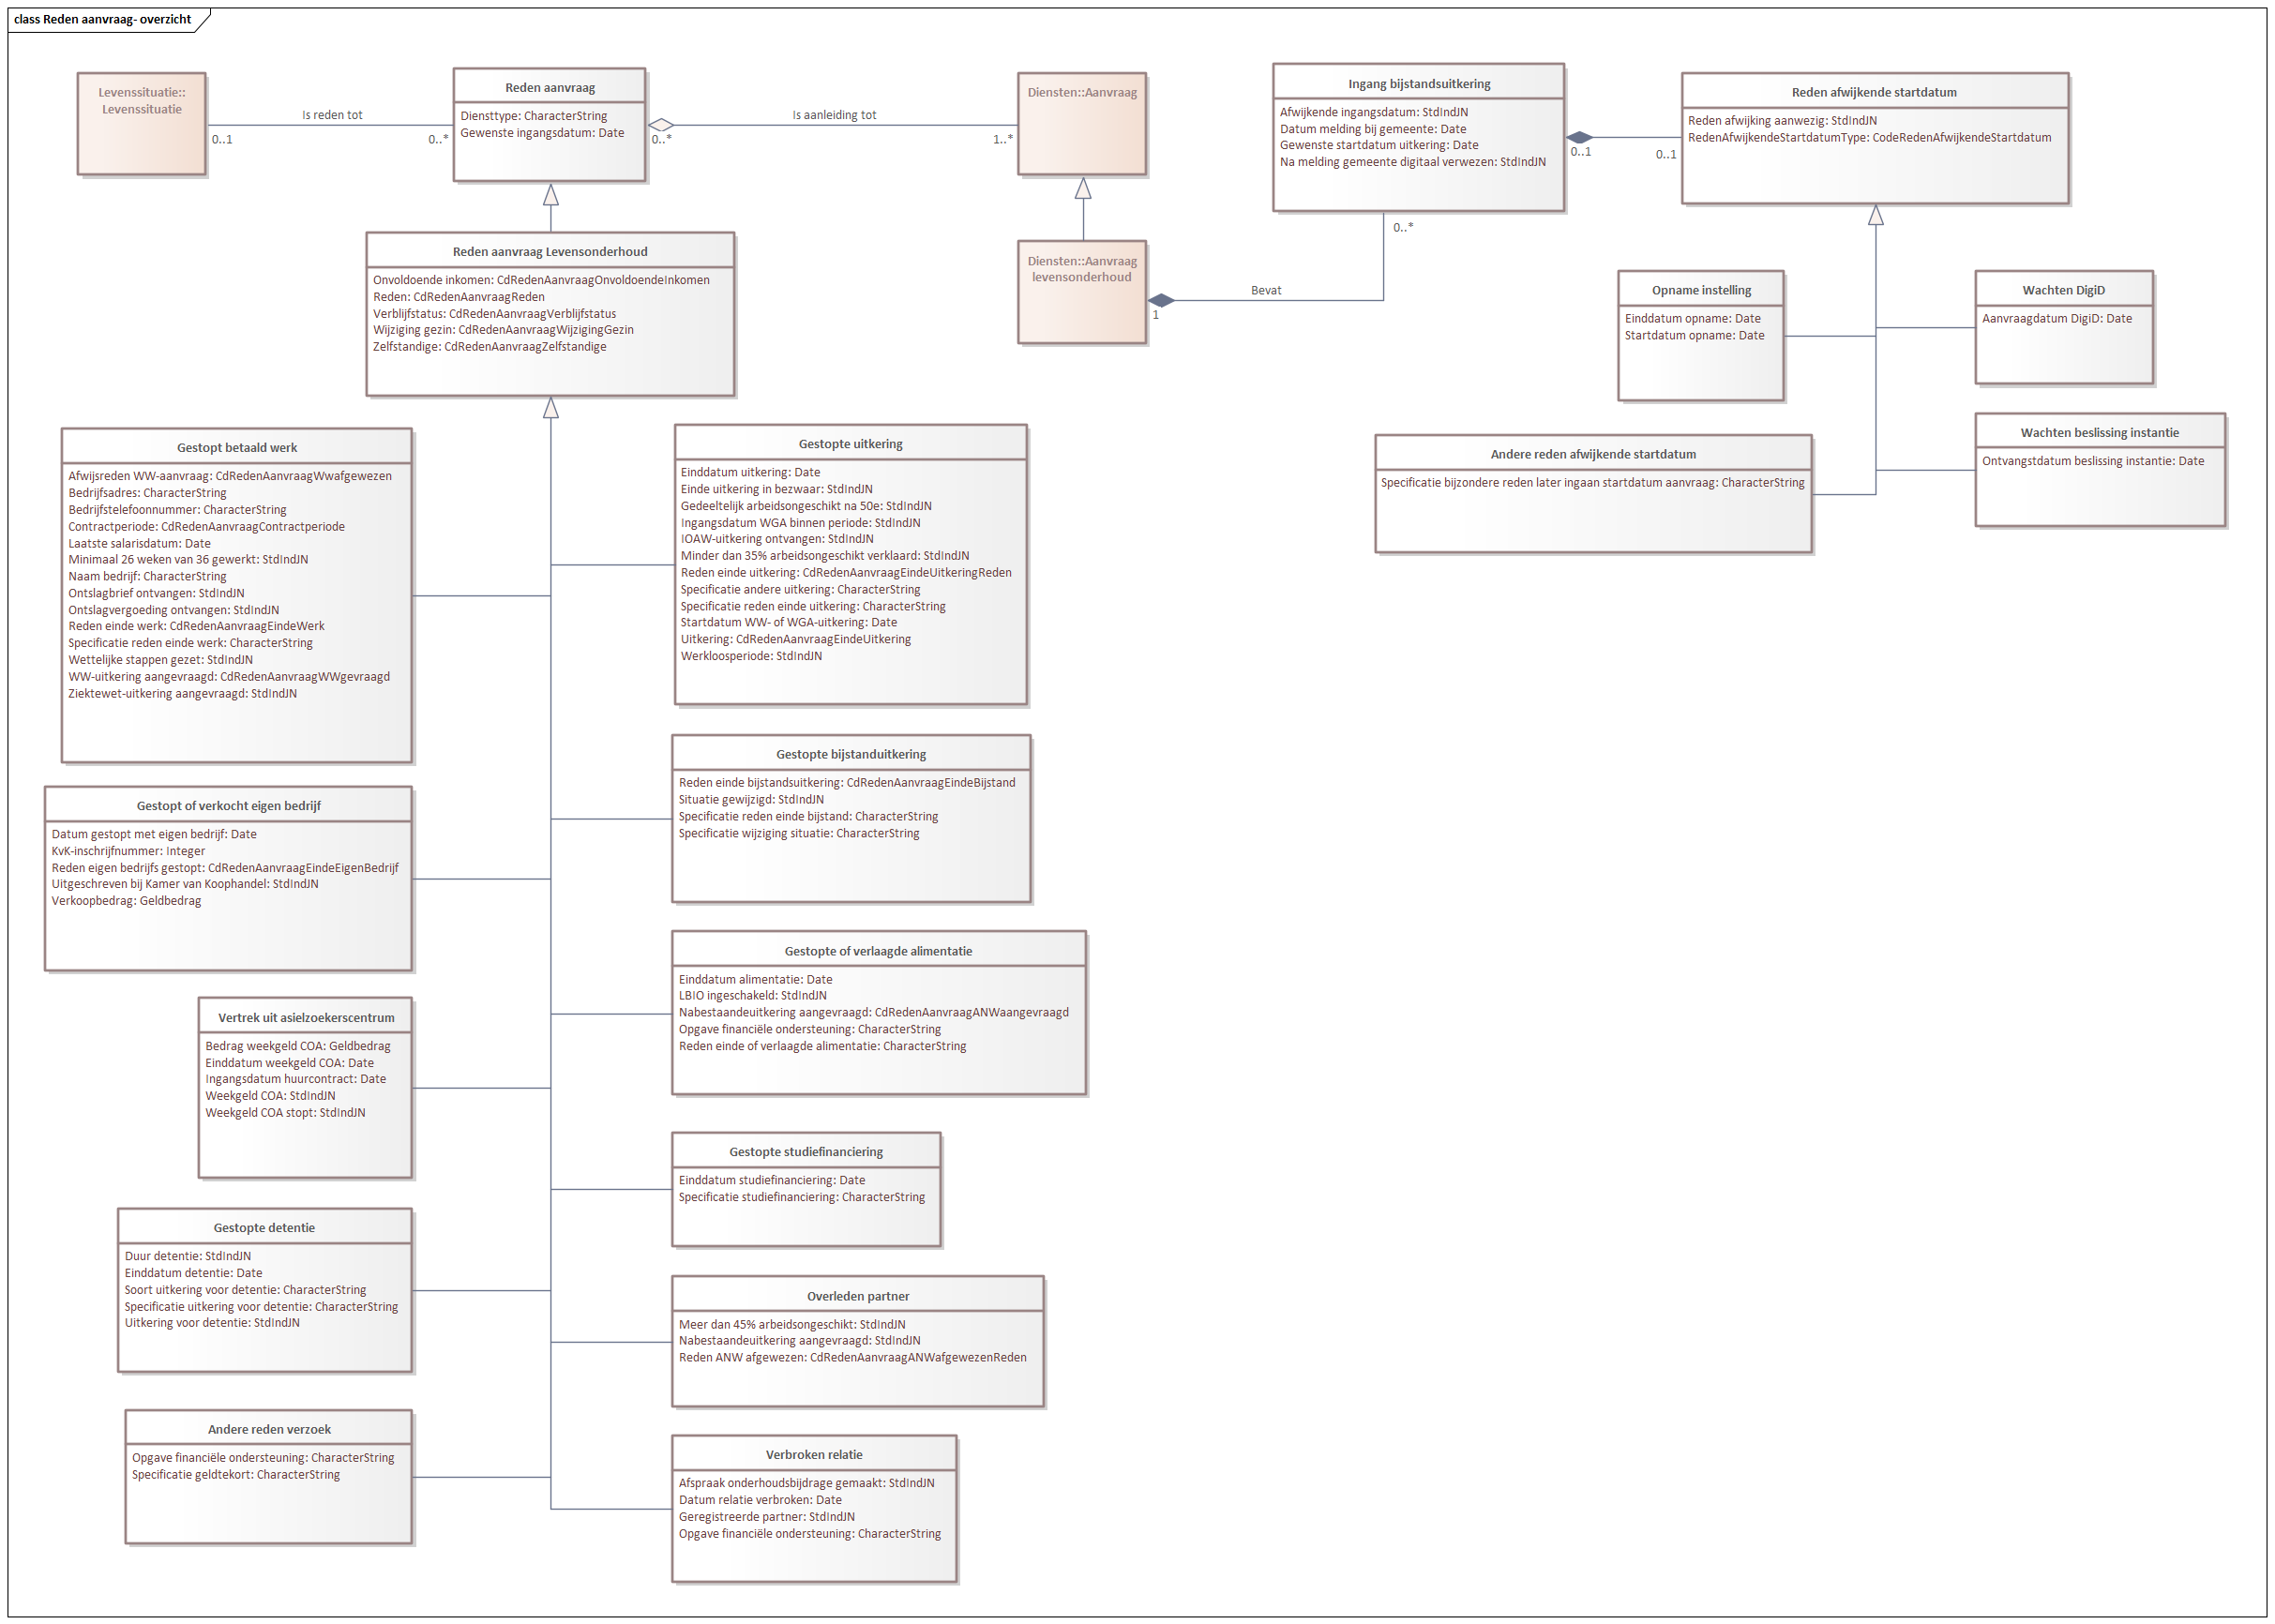 class Reden aanvraag- overzicht
Levenssituatie::
Levenssituatie
Is reden tot
0..1
0..*
Reden aanvraag
Diensttype: CharacterString
Gewenste ingangsdatum: Date
Is aanleiding tot
0..*
1..*
Diensten::Aanvraag
Ingang bijstandsuitkering
Afwijkende ingangsdatum: StdIndJN
Datum melding bij gemeente: Date
Gewenste startdatum uitkering: Date
Na melding gemeente digitaal verwezen: StdIndJN
0..1
0..1
Reden afwijkende startdatum
Reden afwijking aanwezig: StdIndJN
RedenAfwijkendeStartdatumType: CodeRedenAfwijkendeStartdatum
0..*
Reden aanvraag Levensonderhoud
Onvoldoende inkomen: CdRedenAanvraagOnvoldoendeInkomen
Reden: CdRedenAanvraagReden
Verblijfstatus: CdRedenAanvraagVerblijfstatus
Wijziging gezin: CdRedenAanvraagWijzigingGezin
Zelfstandige: CdRedenAanvraagZelfstandige
Diensten::Aanvraag
levensonderhoud
Bevat
1
Opname instelling
Einddatum opname: Date
Startdatum opname: Date
Wachten DigiD
Aanvraagdatum DigiD: Date
Andere reden afwijkende startdatum
Specificatie bijzondere reden later ingaan startdatum aanvraag: CharacterString
Wachten beslissing instantie
Ontvangstdatum beslissing instantie: Date
Gestopt betaald werk
Afwijsreden WW-aanvraag: CdRedenAanvraagWwafgewezen
Bedrijfsadres: CharacterString
Bedrijfstelefoonnummer: CharacterString
Contractperiode: CdRedenAanvraagContractperiode
Laatste salarisdatum: Date
Minimaal 26 weken van 36 gewerkt: StdIndJN
Naam bedrijf: CharacterString
Ontslagbrief ontvangen: StdIndJN
Ontslagvergoeding ontvangen: StdIndJN
Reden einde werk: CdRedenAanvraagEindeWerk
Specificatie reden einde werk: CharacterString
Wettelijke stappen gezet: StdIndJN
WW-uitkering aangevraagd: CdRedenAanvraagWWgevraagd
Ziektewet-uitkering aangevraagd: StdIndJN
Gestopte uitkering
Einddatum uitkering: Date
Einde uitkering in bezwaar: StdIndJN
Gedeeltelijk arbeidsongeschikt na 50e: StdIndJN
Ingangsdatum WGA binnen periode: StdIndJN
IOAW-uitkering ontvangen: StdIndJN
Minder dan 35% arbeidsongeschikt verklaard: StdIndJN
Reden einde uitkering: CdRedenAanvraagEindeUitkeringReden
Specificatie andere uitkering: CharacterString
Specificatie reden einde uitkering: CharacterString
Startdatum WW- of WGA-uitkering: Date
Uitkering: CdRedenAanvraagEindeUitkering
Werkloosperiode: StdIndJN
Gestopte bijstanduitkering
Reden einde bijstandsuitkering: CdRedenAanvraagEindeBijstand
Situatie gewijzigd: StdIndJN
Specificatie reden einde bijstand: CharacterString
Specificatie wijziging situatie: CharacterString
Gestopt of verkocht eigen bedrijf
Datum gestopt met eigen bedrijf: Date
KvK-inschrijfnummer: Integer
Reden eigen bedrijfs gestopt: CdRedenAanvraagEindeEigenBedrijf
Uitgeschreven bij Kamer van Koophandel: StdIndJN
Verkoopbedrag: Geldbedrag
Gestopte of verlaagde alimentatie
Einddatum alimentatie: Date
LBIO ingeschakeld: StdIndJN
Nabestaandeuitkering aangevraagd: CdRedenAanvraagANWaangevraagd
Opgave financiële ondersteuning: CharacterString
Reden einde of verlaagde alimentatie: CharacterString
Vertrek uit asielzoekerscentrum
Bedrag weekgeld COA: Geldbedrag
Einddatum weekgeld COA: Date
Ingangsdatum huurcontract: Date
Weekgeld COA: StdIndJN
Weekgeld COA stopt: StdIndJN
Gestopte studiefinanciering
Einddatum studiefinanciering: Date
Specificatie studiefinanciering: CharacterString
Gestopte detentie
Duur detentie: StdIndJN
Einddatum detentie: Date
Soort uitkering voor detentie: CharacterString
Specificatie uitkering voor detentie: CharacterString
Uitkering voor detentie: StdIndJN
Overleden partner
Meer dan 45% arbeidsongeschikt: StdIndJN
Nabestaandeuitkering aangevraagd: StdIndJN
Reden ANW afgewezen: CdRedenAanvraagANWafgewezenReden
Andere reden verzoek
Opgave financiële ondersteuning: CharacterString
Specificatie geldtekort: CharacterString
Verbroken relatie
Afspraak onderhoudsbijdrage gemaakt: StdIndJN
Datum relatie verbroken: Date
Geregistreerde partner: StdIndJN
Opgave financiële ondersteuning: CharacterString